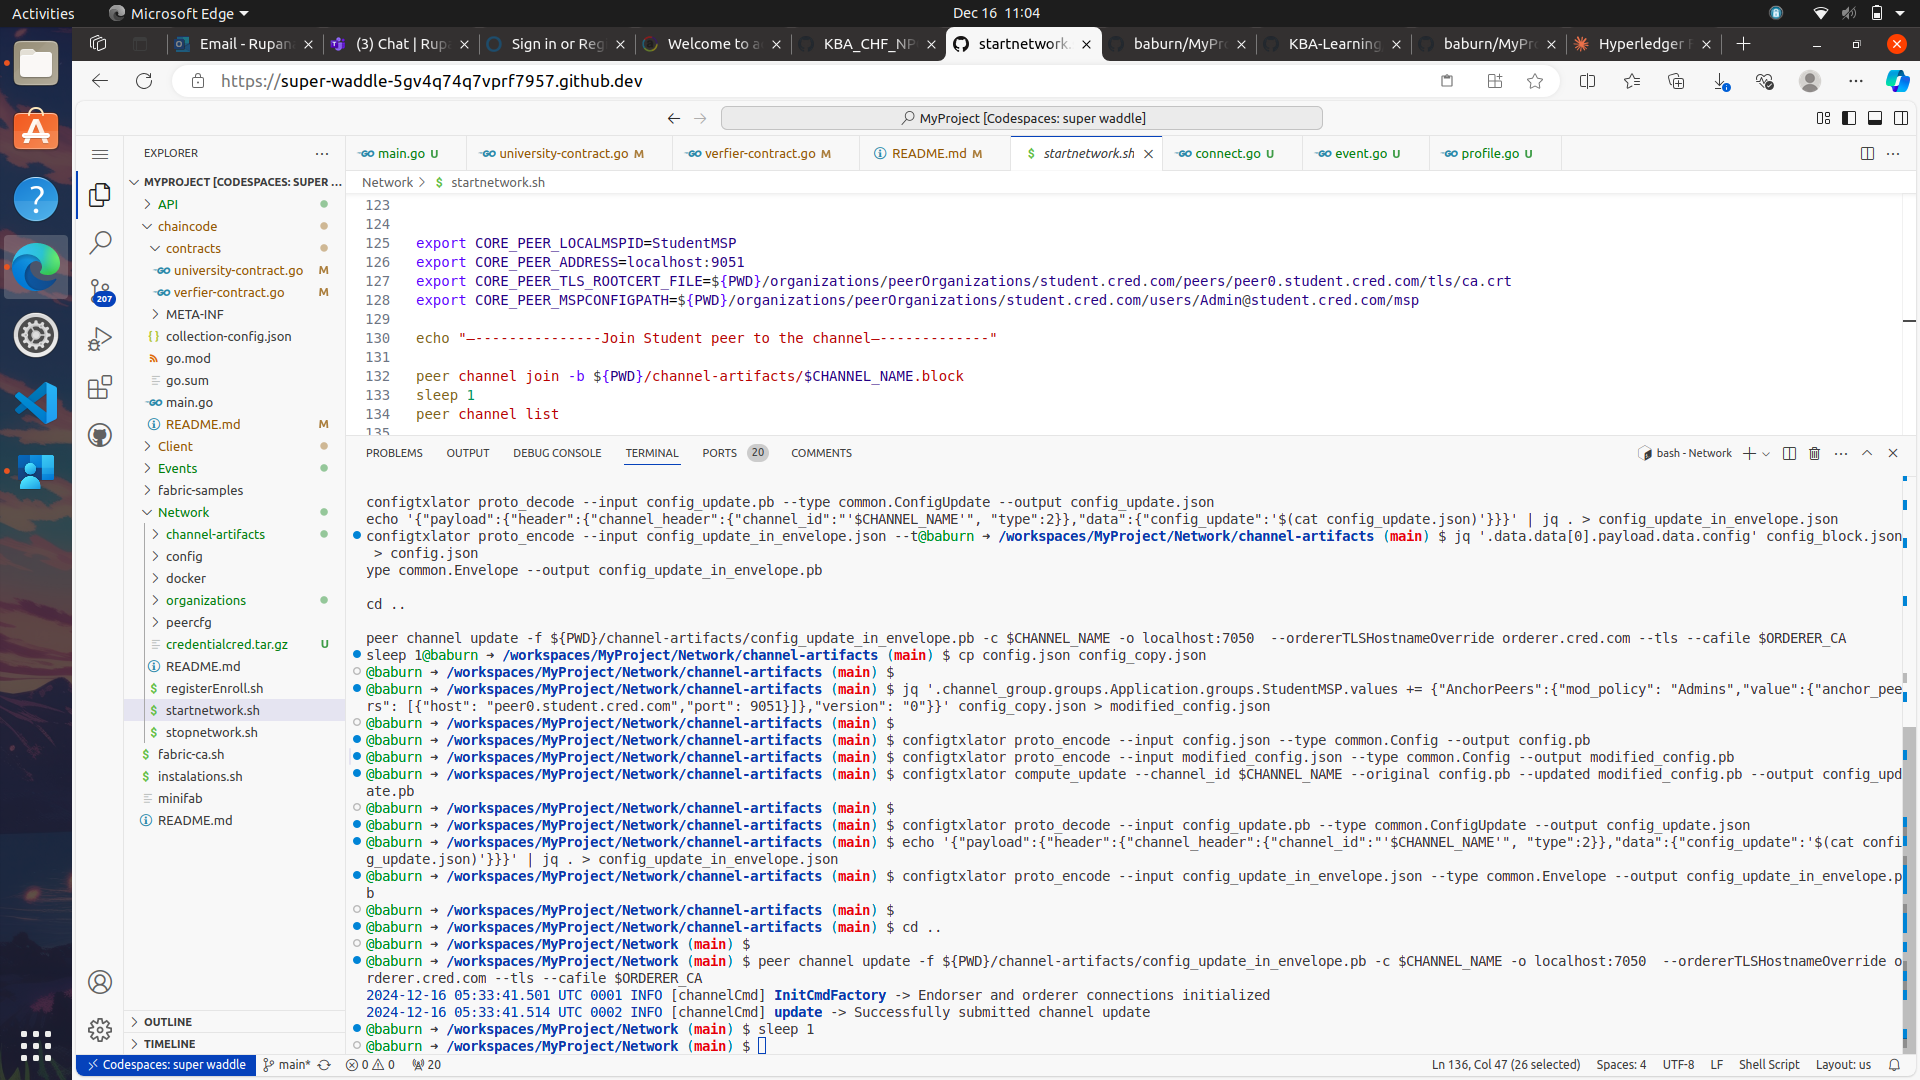 Activities
Microsoft Edge
Dec 16 11:04
Email - Rupan
(3) Chat | Rupa
Sign in or Reg
Welcome to a
KBA_CHF_NP
startnetwork.
baburn/MyPro
KBA-Learning
baburn/MyPro
Hyperledger F
https://super-waddle-5gv4q74q7vprf7957.github.dev
MyProject [Codespaces: super waddle]
EXPLORER
main.go U
university-contract.go M
verfier-contract.go M
README.md M
startnetwork.sh
connect.go U
event.go U
profile.go U
MYPROJECT [CODESPACES: SUPER ...
API
chaincode
contracts
university-contract.go M
verfier-contract.go M
META-INF
collection-config.json
go.mod
go.sum
main.go
README.md M
Client
Events
fabric-samples
Network
channel-artifacts
config
docker
organizations
peercfg
credentialcred.tar.gz U
README.md
registerEnroll.sh
startnetwork.sh
stopnetwork.sh
fabric-ca.sh
instalations.sh
minifab
README.md
OUTLINE
TIMELINE
207
Network > startnetwork.sh
123
124
125 export CORE_PEER_LOCALMSPID=StudentMSP
126 export CORE_PEER_ADDRESS=localhost:9051
127 export CORE_PEER_TLS_ROOTCERT_FILE=${PWD}/organizations/peerOrganizations/student.cred.com/peers/peer0.student.cred.com/tls/ca.crt
128 export CORE_PEER_MSPCONFIGPATH=${PWD}/organizations/peerOrganizations/student.cred.com/users/Admin@student.cred.com/msp
129
130 echo "—---------------Join Student peer to the channel—-------------"
131
132 peer channel join -b ${PWD}/channel-artifacts/$CHANNEL_NAME.block
133 sleep 1
134 peer channel list
135
PROBLEMS OUTPUT DEBUG CONSOLE TERMINAL PORTS 20 COMMENTS
bash - Network
configtxlator proto_decode --input config_update.pb --type common.ConfigUpdate --output config_update.json
echo '{"payload":{"header":{"channel_header":{"channel_id":"'$CHANNEL_NAME'", "type":2}},"data":{"config_update":'$(cat config_update.json)'}}}' | jq . > config_update_in_envelope.json
configtxlator proto_encode --input config_update_in_envelope.json --t@baburn ➜ /workspaces/MyProject/Network/channel-artifacts (main) $ jq '.data.data[0].payload.data.config' config_block.json
> config.json
ype common.Envelope --output config_update_in_envelope.pb
cd ..
peer channel update -f ${PWD}/channel-artifacts/config_update_in_envelope.pb -c $CHANNEL_NAME -o localhost:7050  --ordererTLSHostnameOverride orderer.cred.com --tls --cafile $ORDERER_CA
sleep 1@baburn ➜ /workspaces/MyProject/Network/channel-artifacts (main) $ cp config.json config_copy.json
@baburn ➜ /workspaces/MyProject/Network/channel-artifacts (main) $
@baburn ➜ /workspaces/MyProject/Network/channel-artifacts (main) $ jq '.channel_group.groups.Application.groups.StudentMSP.values += {"AnchorPeers":{"mod_policy": "Admins","value":{"anchor_pee
rs": [{"host": "peer0.student.cred.com","port": 9051}]},"version": "0"}}' config_copy.json > modified_config.json
@baburn ➜ /workspaces/MyProject/Network/channel-artifacts (main) $
@baburn ➜ /workspaces/MyProject/Network/channel-artifacts (main) $ configtxlator proto_encode --input config.json --type common.Config --output config.pb
@baburn ➜ /workspaces/MyProject/Network/channel-artifacts (main) $ configtxlator proto_encode --input modified_config.json --type common.Config --output modified_config.pb
@baburn ➜ /workspaces/MyProject/Network/channel-artifacts (main) $ configtxlator compute_update --channel_id $CHANNEL_NAME --original config.pb --updated modified_config.pb --output config_upd
ate.pb
@baburn ➜ /workspaces/MyProject/Network/channel-artifacts (main) $
@baburn ➜ /workspaces/MyProject/Network/channel-artifacts (main) $ configtxlator proto_decode --input config_update.pb --type common.ConfigUpdate --output config_update.json
@baburn ➜ /workspaces/MyProject/Network/channel-artifacts (main) $ echo '{"payload":{"header":{"channel_header":{"channel_id":"'$CHANNEL_NAME'", "type":2}},"data":{"config_update":'$(cat confi
g_update.json)'}}}' | jq . > config_update_in_envelope.json
@baburn ➜ /workspaces/MyProject/Network/channel-artifacts (main) $ configtxlator proto_encode --input config_update_in_envelope.json --type common.Envelope --output config_update_in_envelope.p
b
@baburn ➜ /workspaces/MyProject/Network/channel-artifacts (main) $
@baburn ➜ /workspaces/MyProject/Network/channel-artifacts (main) $ cd ..
@baburn ➜ /workspaces/MyProject/Network (main) $
@baburn ➜ /workspaces/MyProject/Network (main) $ peer channel update -f ${PWD}/channel-artifacts/config_update_in_envelope.pb -c $CHANNEL_NAME -o localhost:7050  --ordererTLSHostnameOverride o
rderer.cred.com --tls --cafile $ORDERER_CA
2024-12-16 05:33:41.501 UTC 0001 INFO [channelCmd] InitCmdFactory -> Endorser and orderer connections initialized
2024-12-16 05:33:41.514 UTC 0002 INFO [channelCmd] update -> Successfully submitted channel update
@baburn ➜ /workspaces/MyProject/Network (main) $ sleep 1
@baburn ➜ /workspaces/MyProject/Network (main) $
Codespaces: super waddle main* 0 0 20
Ln 136, Col 47 (26 selected) Spaces: 4 UTF-8 LF Shell Script Layout: us